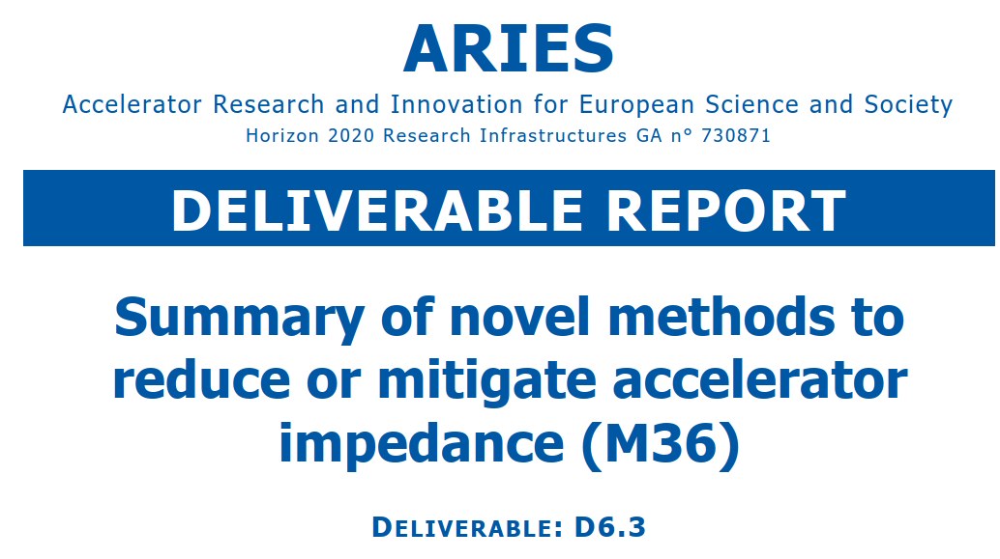 ARIES
Accelerator Research and Innovation for European Science and Society
Horizon 2020 Research Infrastructures GA n° 730871
DELIVERABLE REPORT
Summary of novel methods to
reduce or mitigate accelerator
impedance (M36)
DELIVERABLE: D6.3